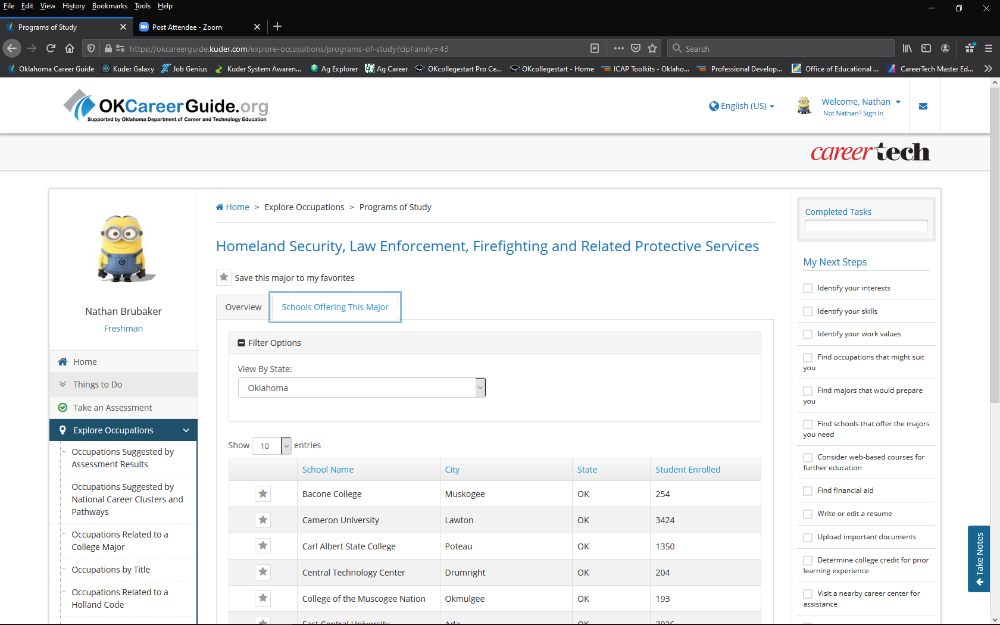 File Edit View History Bookmarks Tools Help
Programs of Study
Post Attendee - Zoom
https://okcareerguide.kuder.com/explore-occupations/programs-of-study?cipFamily=43
Search
Oklahoma Career Guide
Kuder Galaxy
Job Genius
Kuder System Awaren...
Ag Explorer
Ag Career
OKcollegestart Pro Ce...
OKcollegestart - Home
ICAP Toolkits - Oklaho...
Professional Develop...
Office of Educational ...
CareerTech Master Ed...
OKCareerGuide.org
Supported by Oklahoma Department of Career and Technology Education
English (US)
Welcome, Nathan
Not Nathan? Sign In
careertech
Nathan Brubaker
Freshman
Home
Things to Do
Take an Assessment
Explore Occupations
Occupations Suggested by
Assessment Results
Occupations Suggested by
National Career Clusters and
Pathways
Occupations Related to a
College Major
Occupations by Title
Occupations Related to a
Holland Code
Home > Explore Occupations > Programs of Study
Homeland Security, Law Enforcement, Firefighting and Related Protective Services
Save this major to my favorites
Overview
Schools Offering This Major
Filter Options
View By State:
Oklahoma
Show 10 entries
School Name City State Student Enrolled
Bacone College Muskogee OK 254
Cameron University Lawton OK 3424
Carl Albert State College Poteau OK 1350
Central Technology Center Drumright OK 204
College of the Muscogee Nation Okmulgee OK 193
East Central University Ada OK 3026
Completed Tasks
My Next Steps
Identify your interests
Identify your skills
Identify your work values
Find occupations that might suit
you
Find majors that would prepare
you
Find schools that offer the majors
you need
Consider web-based courses for
further education
Find financial aid
Write or edit a resume
Upload important documents
Determine college credit for prior
learning experience
Visit a nearby career center for
assistance
Take Notes